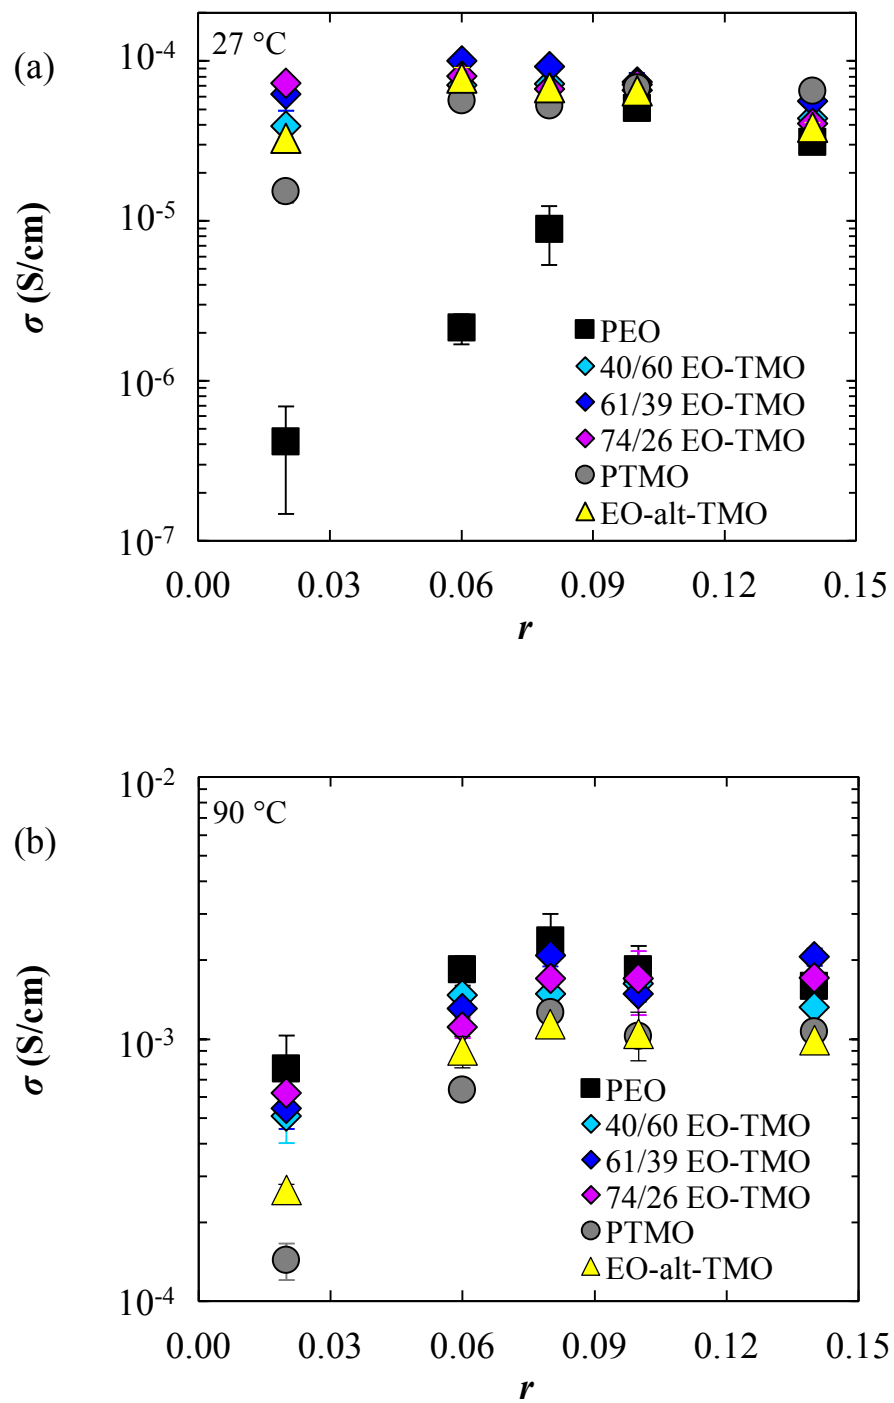 (a)
27 °C
10⁻⁴
10⁻⁵
10⁻⁶
10⁻⁷
σ (S/cm)
PEO
40/60 EO-TMO
61/39 EO-TMO
74/26 EO-TMO
PTMO
EO-alt-TMO
0.00 0.03 0.06 0.09 0.12 0.15
r
(b)
90 °C
10⁻²
10⁻³
10⁻⁴
σ (S/cm)
PEO
40/60 EO-TMO
61/39 EO-TMO
74/26 EO-TMO
PTMO
EO-alt-TMO
0.00 0.03 0.06 0.09 0.12 0.15
r